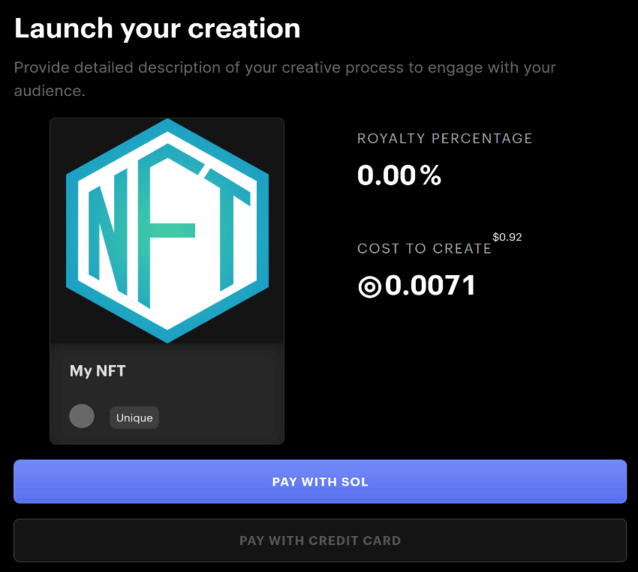 Launch your creation
Provide detailed description of your creative process to engage with your
audience.
NFT
My NFT
Unique
ROYALTY PERCENTAGE
0.00%
COST TO CREATE $0.92
◎0.0071
PAY WITH SOL
PAY WITH CREDIT CARD